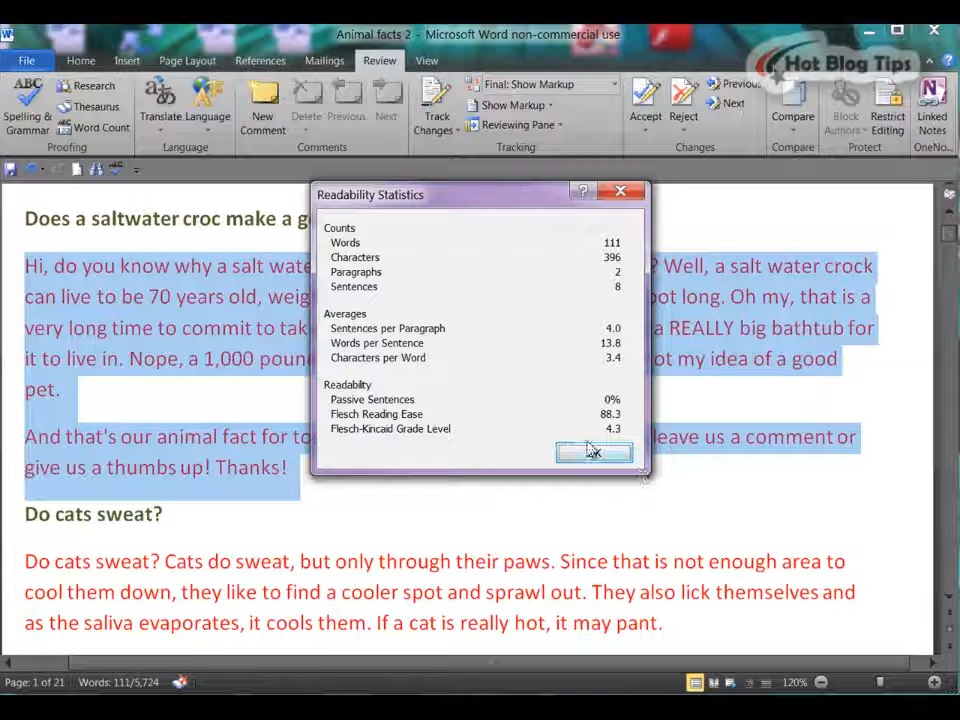 Animal facts 2 - Microsoft Word non-commercial use
Hot Blog Tips
File Home Insert Page Layout References Mailings Review View
ABC
Spelling & Grammar
Research
Thesaurus
Word Count
Proofing
Translate Language
Language
New Comment
Delete Previous Next
Comments
Track Changes
Final: Show Markup
Show Markup
Reviewing Pane
Tracking
Accept Reject
Previous
Next
Changes
Compare
Compare
Block Authors
Restrict Editing
Protect
Linked Notes
OneNo...
Does a saltwater croc make a g
Hi, do you know why a salt wate ? Well, a salt water crock
can live to be 70 years old, weig oot long. Oh my, that is a
very long time to commit to tak a REALLY big bathtub for
it to live in. Nope, a 1,000 poun ot my idea of a good
pet.
And that's our animal fact for to leave us a comment or
give us a thumbs up! Thanks!
Readability Statistics
Counts
Words 111
Characters 396
Paragraphs 2
Sentences 8
Averages
Sentences per Paragraph 4.0
Words per Sentence 13.8
Characters per Word 3.4
Readability
Passive Sentences 0%
Flesch Reading Ease 88.3
Flesch-Kincaid Grade Level 4.3
Do cats sweat?
Do cats sweat? Cats do sweat, but only through their paws. Since that is not enough area to
cool them down, they like to find a cooler spot and sprawl out. They also lick themselves and
as the saliva evaporates, it cools them. If a cat is really hot, it may pant.
Page: 1 of 21 Words: 111/5,724 120%